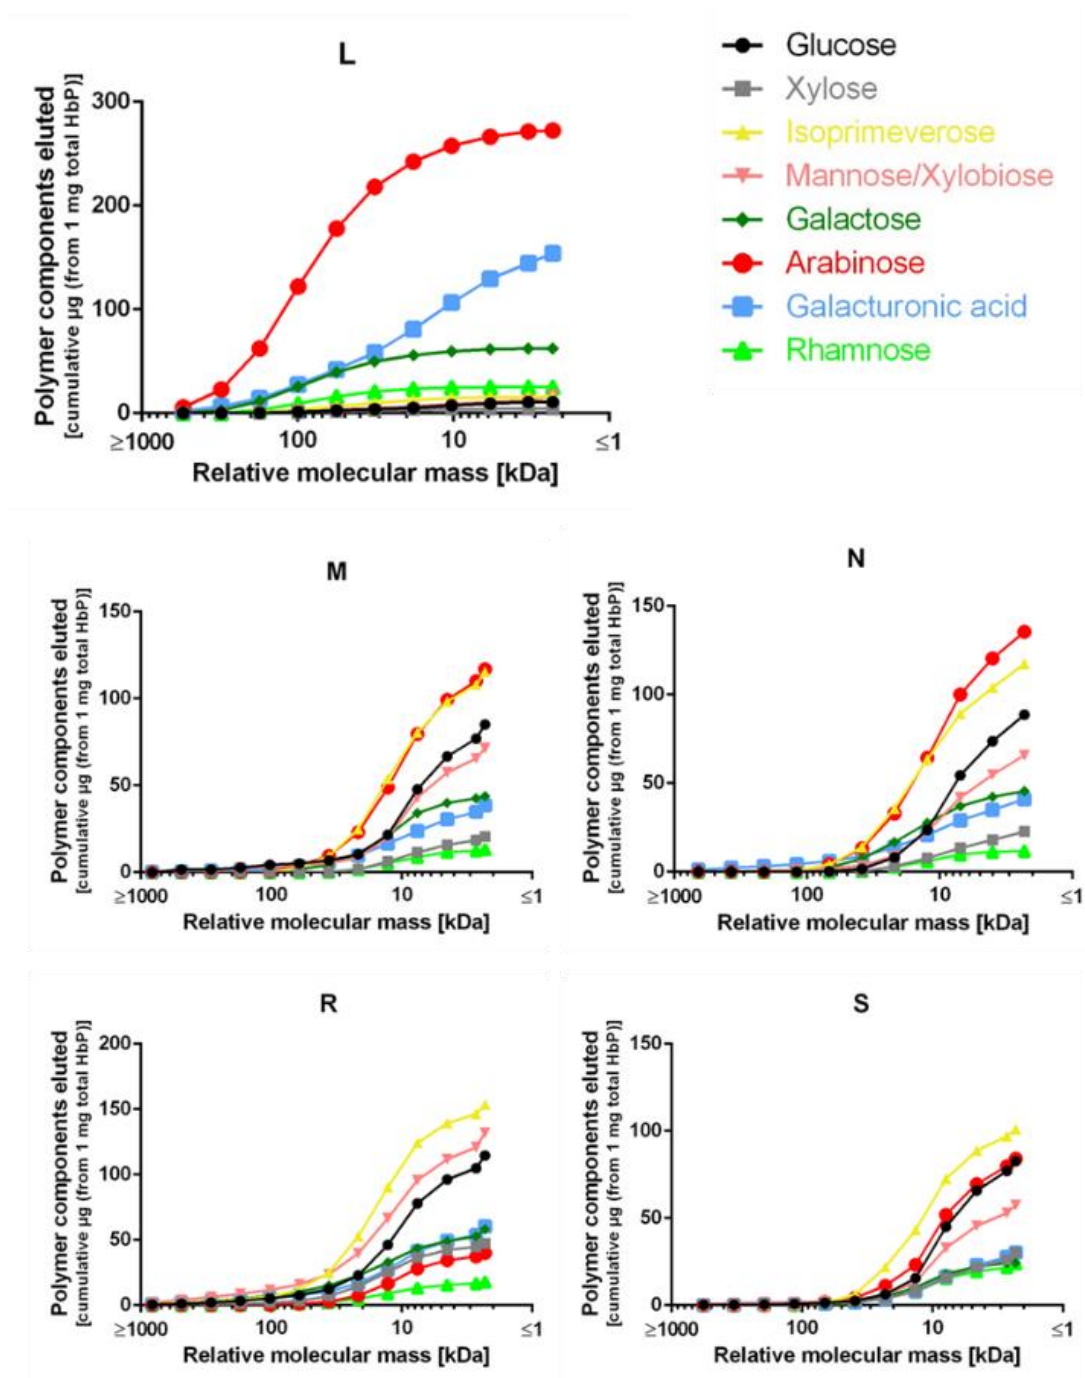 L
Polymer components eluted
[cumulative µg (from 1 mg total HbP)]
300
200
100
0
≥1000
100
10
≤1
Relative molecular mass [kDa]
Glucose
Xylose
Isoprimeverose
Mannose/Xylobiose
Galactose
Arabinose
Galacturonic acid
Rhamnose
M
Polymer components eluted
[cumulative µg (from 1 mg total HbP)]
150
100
50
0
≥1000
100
10
≤1
Relative molecular mass [kDa]
N
Polymer components eluted
[cumulative µg (from 1 mg total HbP)]
150
100
50
0
≥1000
100
10
≤1
Relative molecular mass [kDa]
R
Polymer components eluted
[cumulative µg (from 1 mg total HbP)]
200
150
100
50
0
≥1000
100
10
≤1
Relative molecular mass [kDa]
S
Polymer components eluted
[cumulative µg (from 1 mg total HbP)]
150
100
50
0
≥1000
100
10
≤1
Relative molecular mass [kDa]